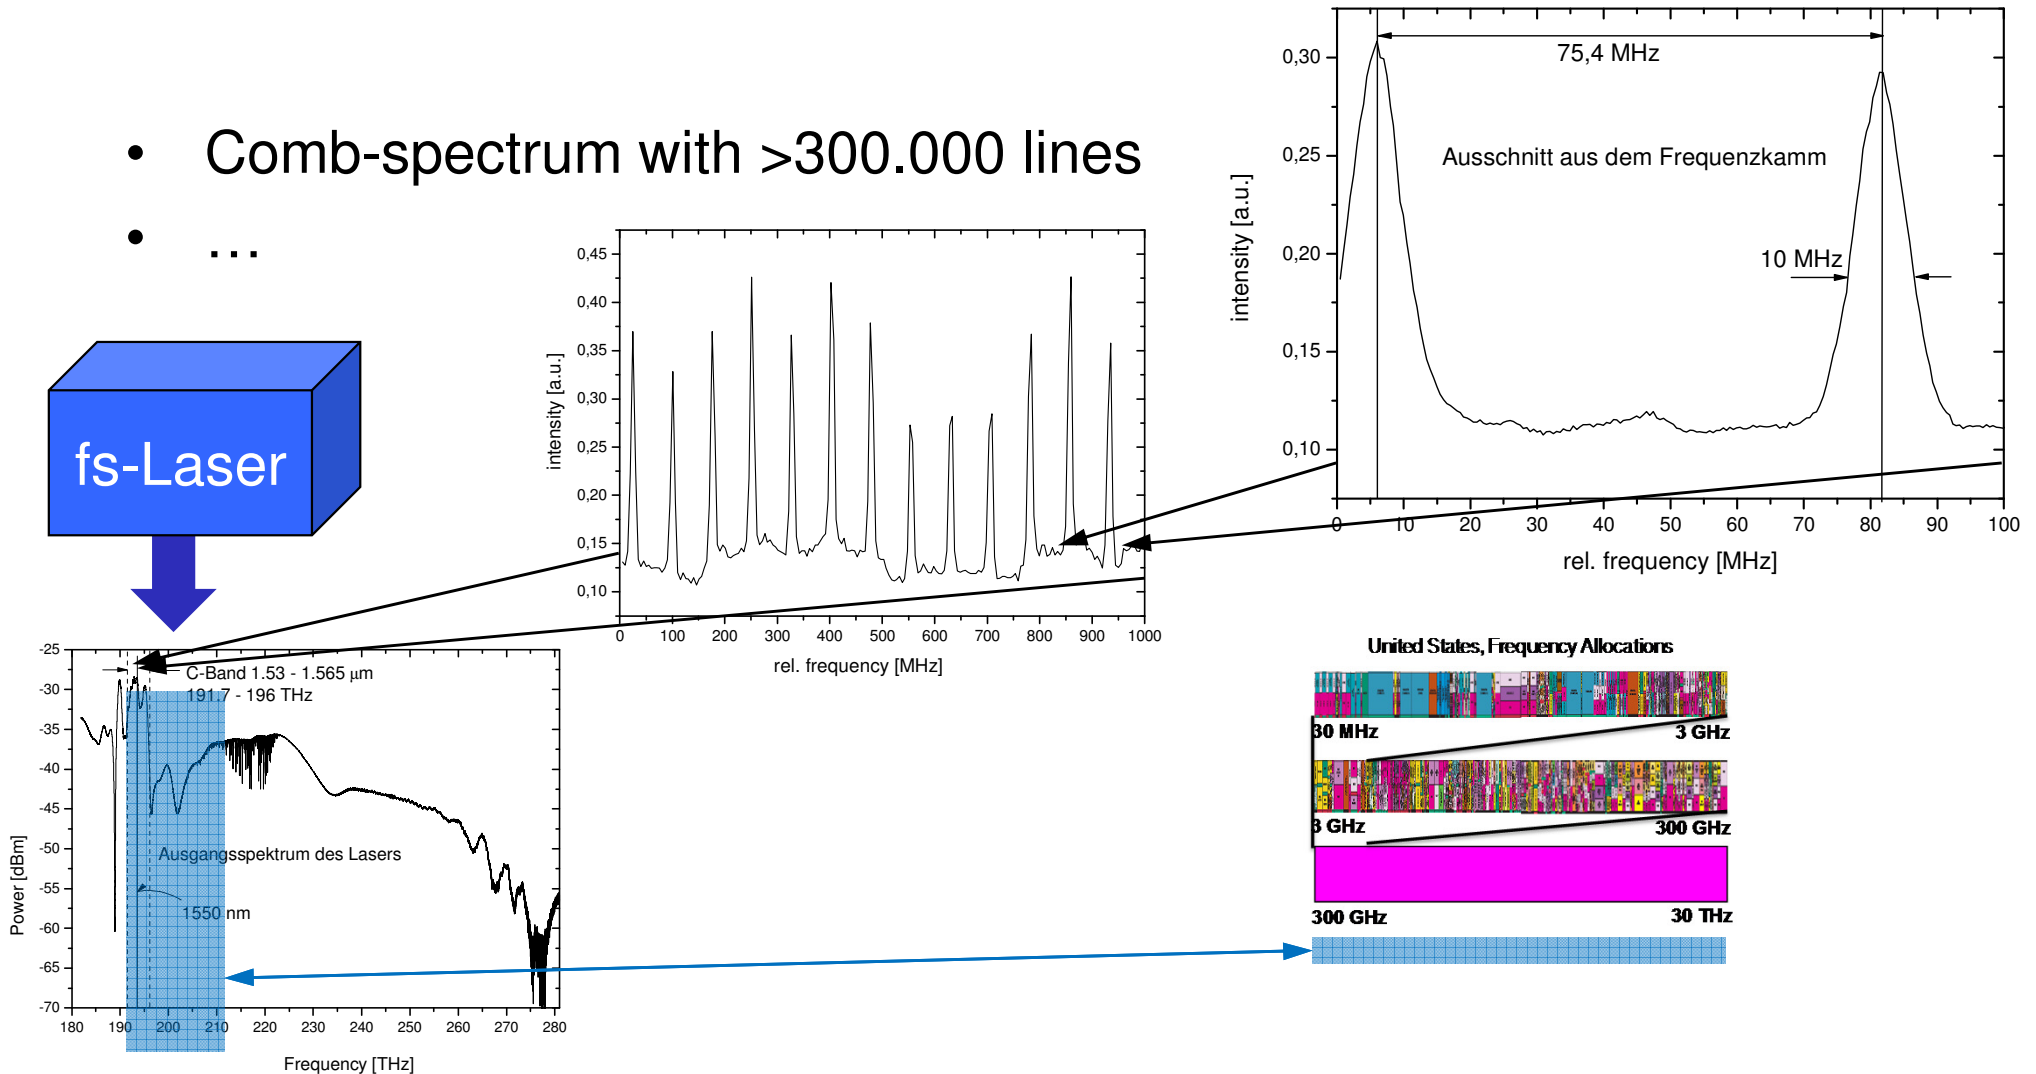 • Comb-spectrum with >300.000 lines
• …
fs-Laser
0,30
0,25
0,20
0,15
0,10
intensity [a.u.]
75,4 MHz
Ausschnitt aus dem Frequenzkamm
10 MHz
0 10 20 30 40 50 60 70 80 90 100
rel. frequency [MHz]
0,45
0,40
0,35
0,30
0,25
0,20
0,15
0,10
intensity [a.u.]
0 100 200 300 400 500 600 700 800 900 1000
rel. frequency [MHz]
-25
-30
-35
-40
-45
-50
-55
-60
-65
-70
Power [dBm]
C-Band 1.53 - 1.565 μm
191.7 - 196 THz
Ausgangsspektrum des Lasers
1550 nm
180 190 200 210 220 230 240 250 260 270 280
Frequency [THz]
United States, Frequency Allocations
30 MHz 3 GHz
3 GHz 300 GHz
300 GHz 30 THz